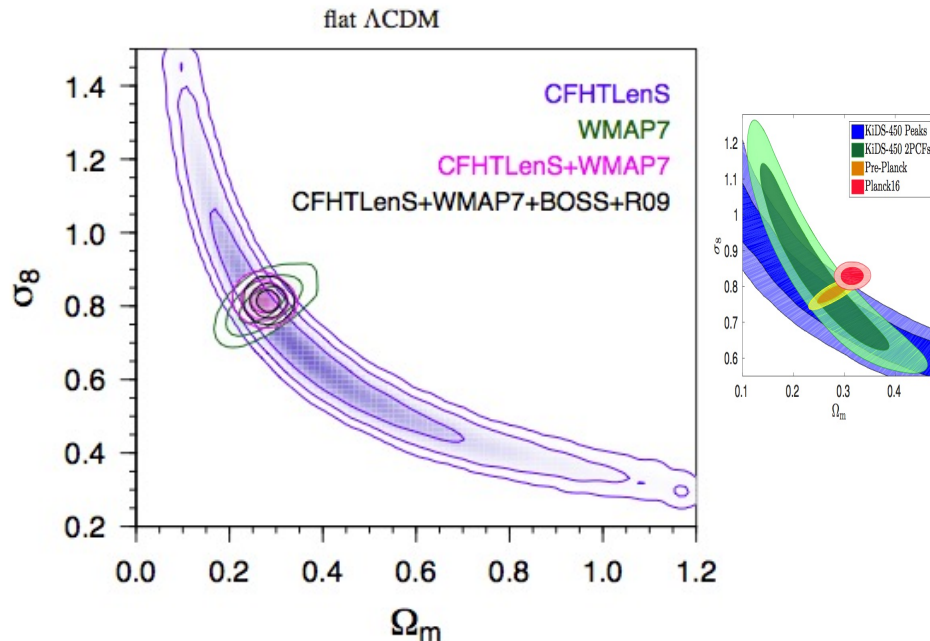 flat ΛCDM
CFHTLenS
WMAP7
CFHTLenS+WMAP7
CFHTLenS+WMAP7+BOSS+R09
σ8
1.4
1.2
1.0
0.8
0.6
0.4
0.2
0.0
0.2
0.4
0.6
0.8
1.0
1.2
Ωm
KiDS-450 Peaks
KiDS-450 2PCFs
Pre-Planck
Planck16
σ8
1.2
1.1
1
0.9
0.8
0.7
0.6
0.1
0.2
0.3
0.4
Ωm